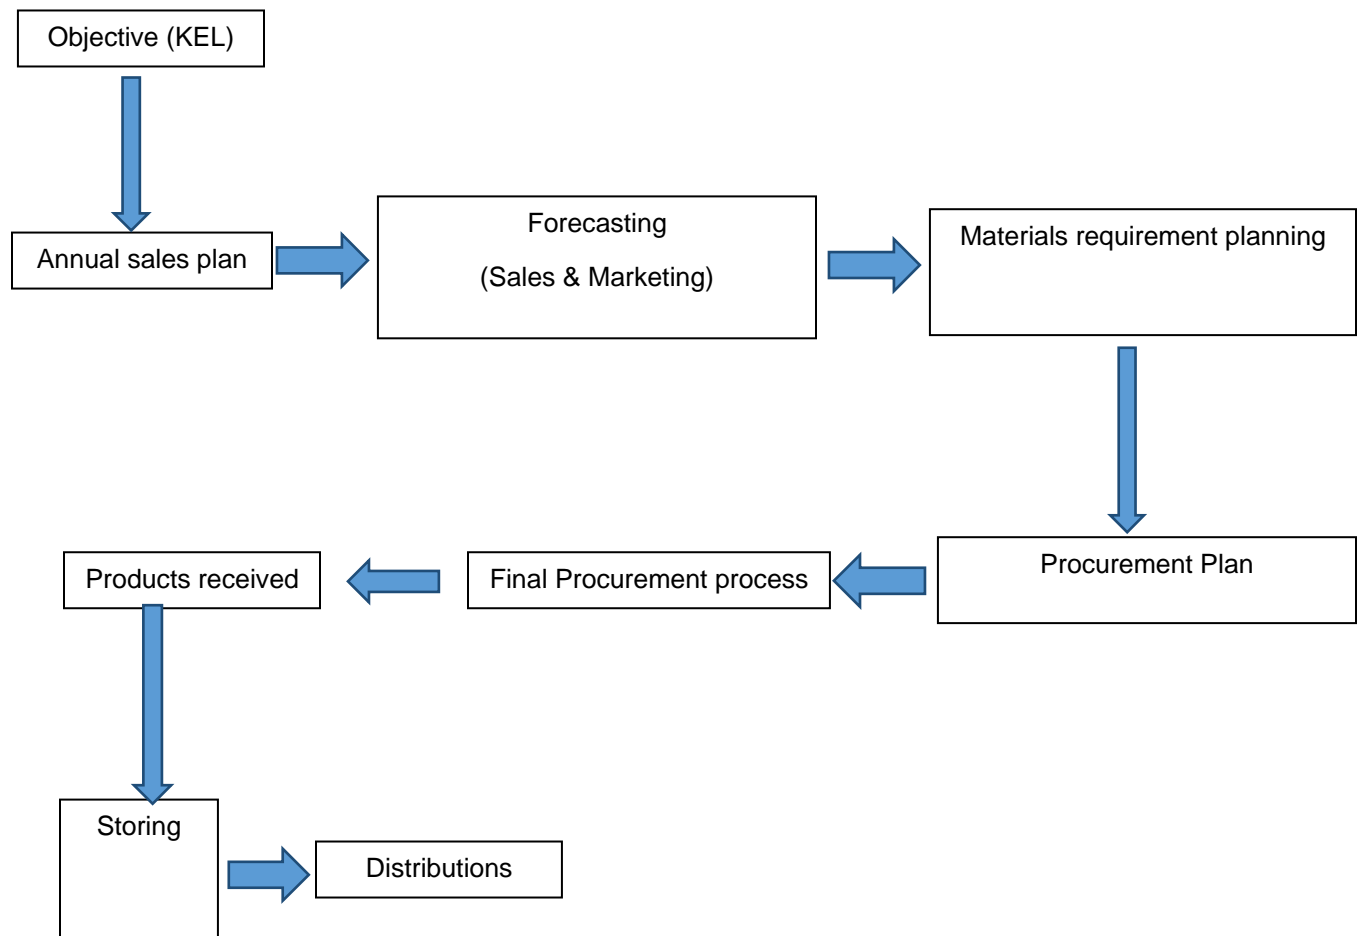 Objective (KEL)
Annual sales plan
Forecasting
(Sales & Marketing)
Materials requirement planning
Procurement Plan
Final Procurement process
Products received
Storing
Distributions